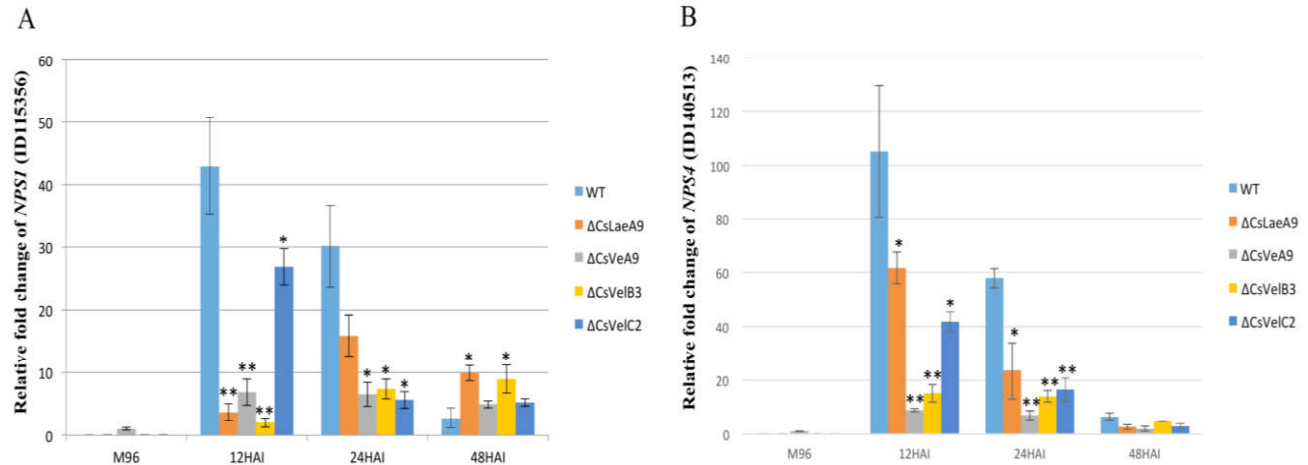 A
Relative fold change of NPS1 (ID115356)
60
50
40
30
20
10
0
** ** ** *
* * *
* *
M96 12HAI 24HAI 48HAI
WT
ΔCsLaeA9
ΔCsVeA9
ΔCsVelB3
ΔCsVelC2
B
Relative fold change of NPS4 (ID140513)
140
120
100
80
60
40
20
0
* ** ** *
* ** ** **
M96 12HAI 24HAI 48HAI
WT
ΔCsLaeA9
ΔCsVeA9
ΔCsVelB3
ΔCsVelC2